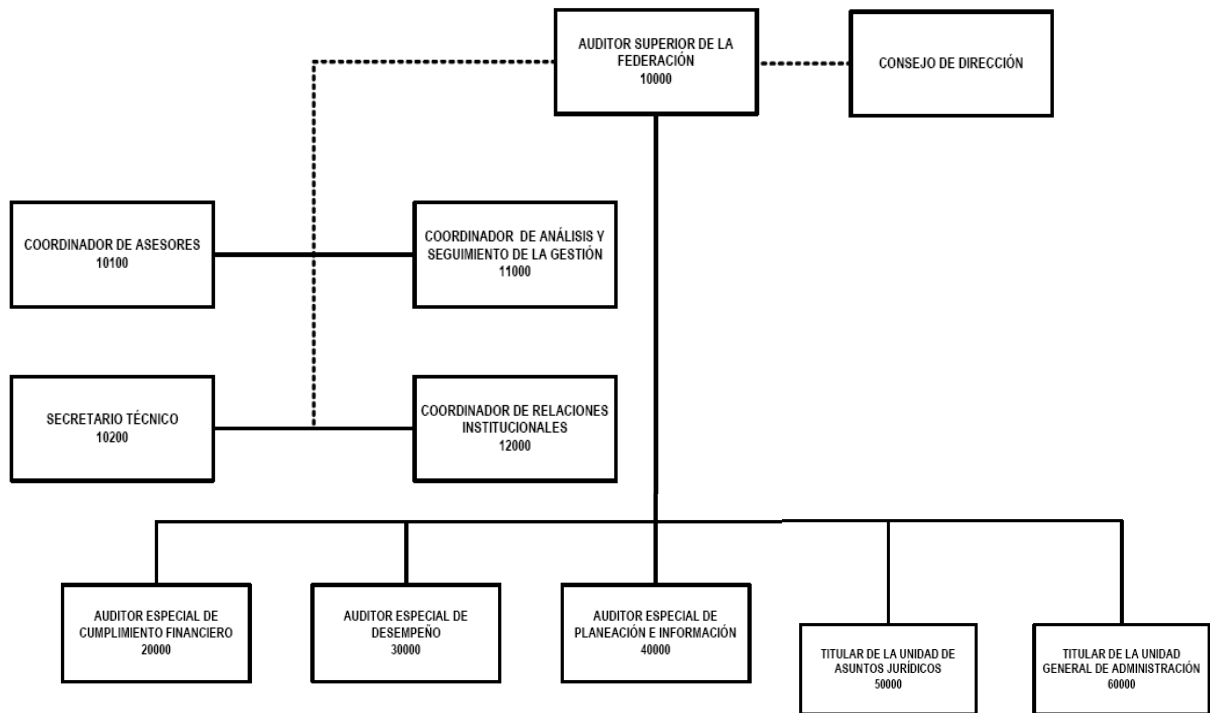 AUDITOR SUPERIOR DE LA
FEDERACIÓN
10000
CONSEJO DE DIRECCIÓN
COORDINADOR DE ASESORES
10100
COORDINADOR DE ANÁLISIS Y
SEGUIMIENTO DE LA GESTIÓN
11000
SECRETARIO TÉCNICO
10200
COORDINADOR DE RELACIONES
INSTITUCIONALES
12000
AUDITOR ESPECIAL DE
CUMPLIMIENTO FINANCIERO
20000
AUDITOR ESPECIAL DE
DESEMPEÑO
30000
AUDITOR ESPECIAL DE
PLANEACIÓN E INFORMACIÓN
40000
TITULAR DE LA UNIDAD DE
ASUNTOS JURÍDICOS
50000
TITULAR DE LA UNIDAD
GENERAL DE ADMINISTRACIÓN
60000